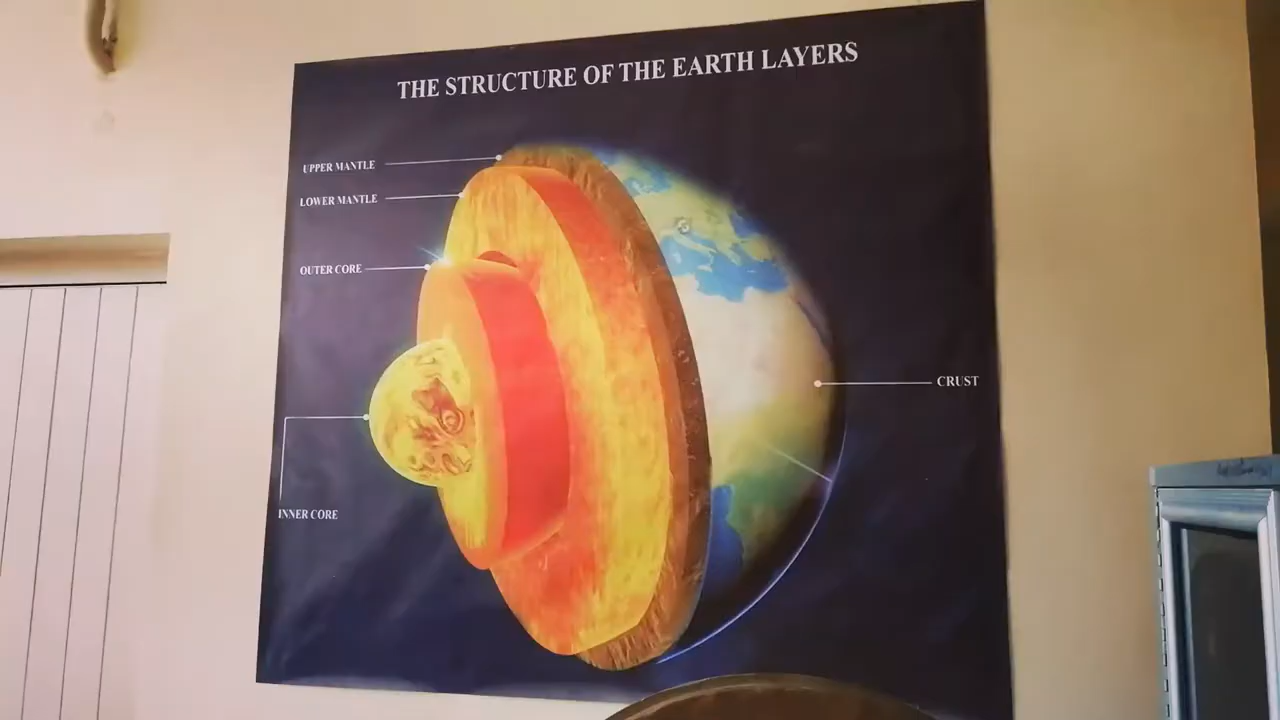 THE STRUCTURE OF THE EARTH LAYERS
UPPER MANTLE
LOWER MANTLE
OUTER CORE
CRUST
INNER CORE